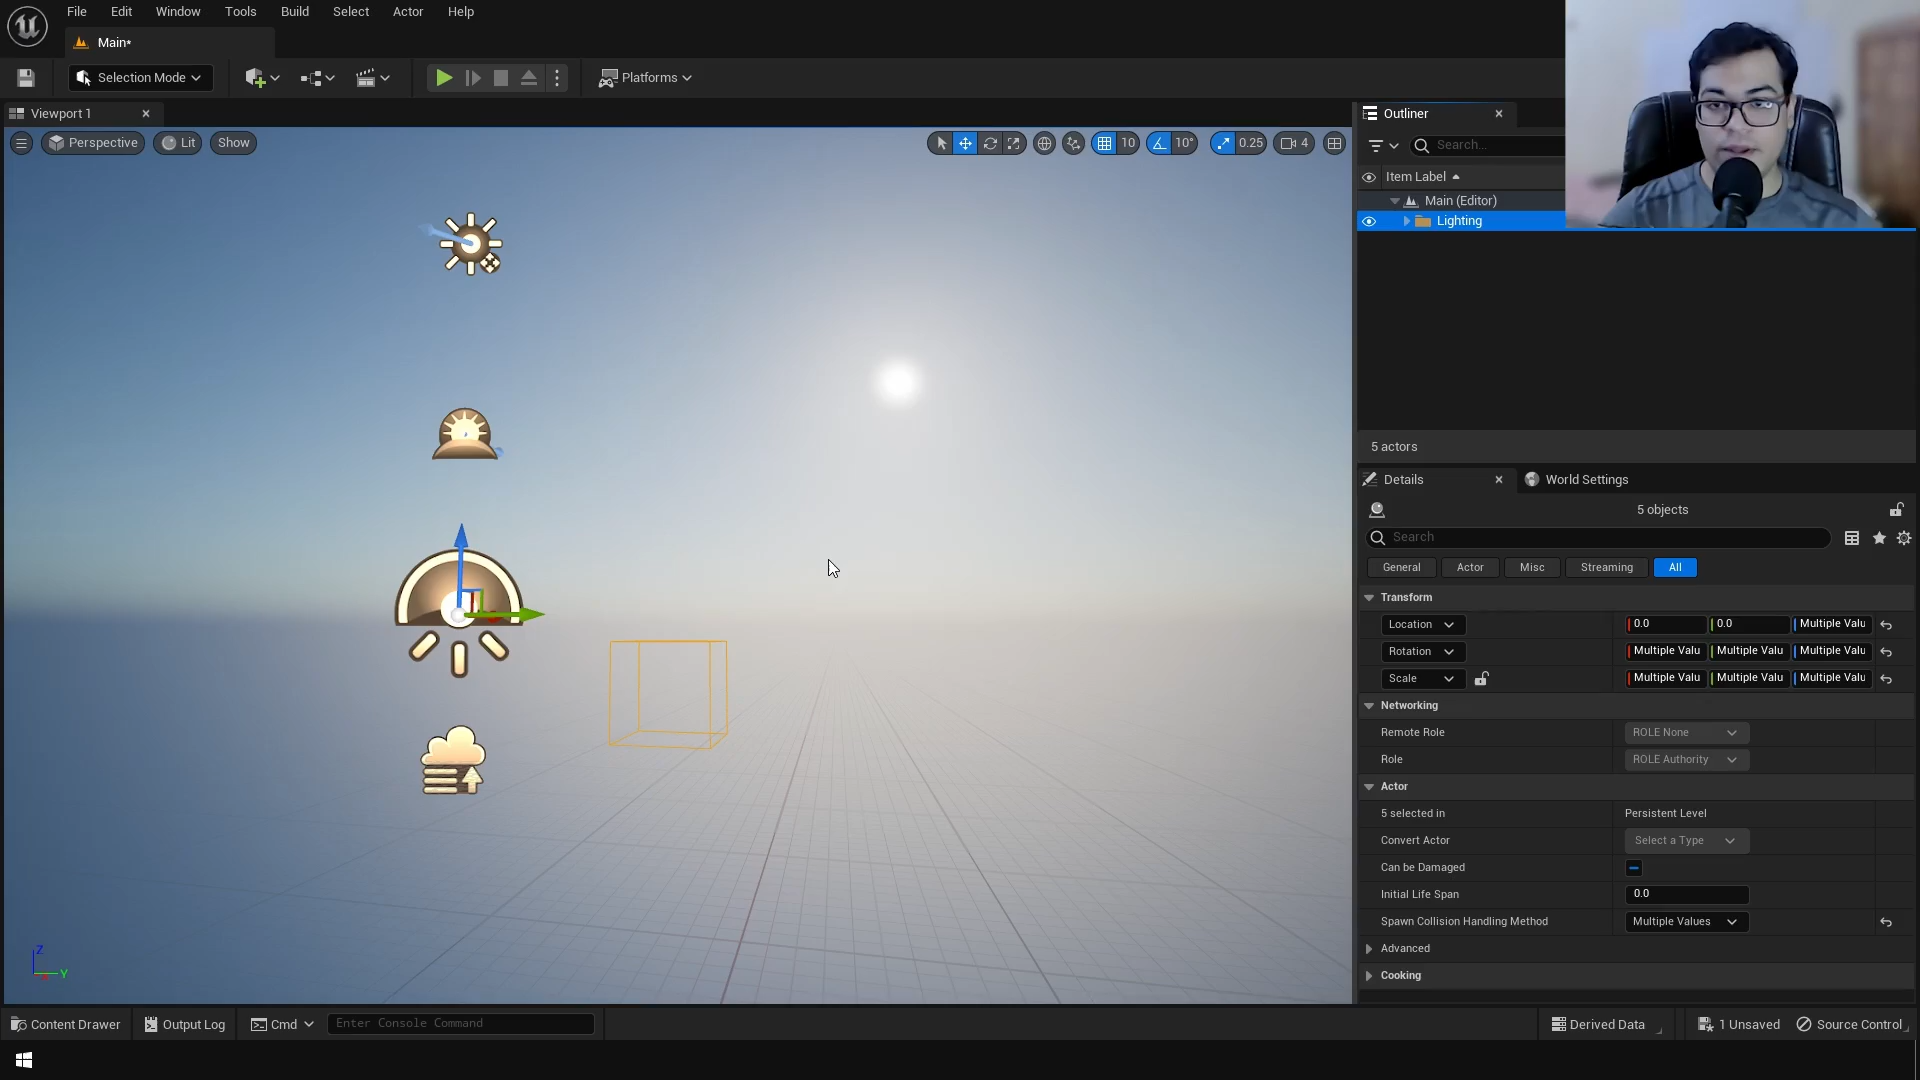 File Edit Window Tools Build Select Actor Help
Main*
Selection Mode
Platforms
Viewport 1
Perspective Lit Show
10 10° 0.25 4
Outliner
Search...
Item Label
Main (Editor)
Lighting
5 actors
Details World Settings
5 objects
Search
General Actor Misc Streaming All
Transform
Location 0.0 0.0 Multiple Valu
Rotation Multiple Valu Multiple Valu Multiple Valu
Scale Multiple Valu Multiple Valu Multiple Valu
Networking
Remote Role ROLE None
Role ROLE Authority
Actor
5 selected in Persistent Level
Convert Actor Select a Type
Can be Damaged
Initial Life Span 0.0
Spawn Collision Handling Method Multiple Values
Advanced
Cooking
Z
Y
Content Drawer Output Log Cmd Enter Console Command Derived Data 1 Unsaved Source Control